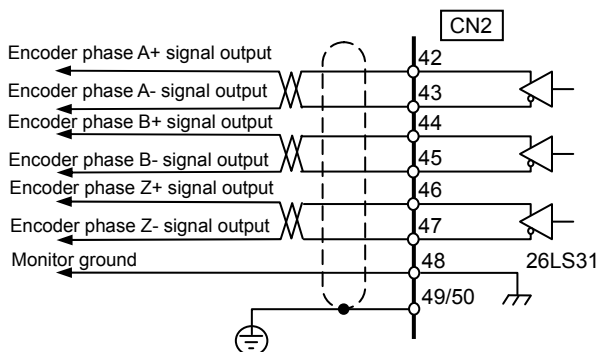 CN2
Encoder phase A+ signal output
42
Encoder phase A- signal output
43
Encoder phase B+ signal output
44
Encoder phase B- signal output
45
Encoder phase Z+ signal output
46
Encoder phase Z- signal output
47
Monitor ground
48
26LS31
49/50